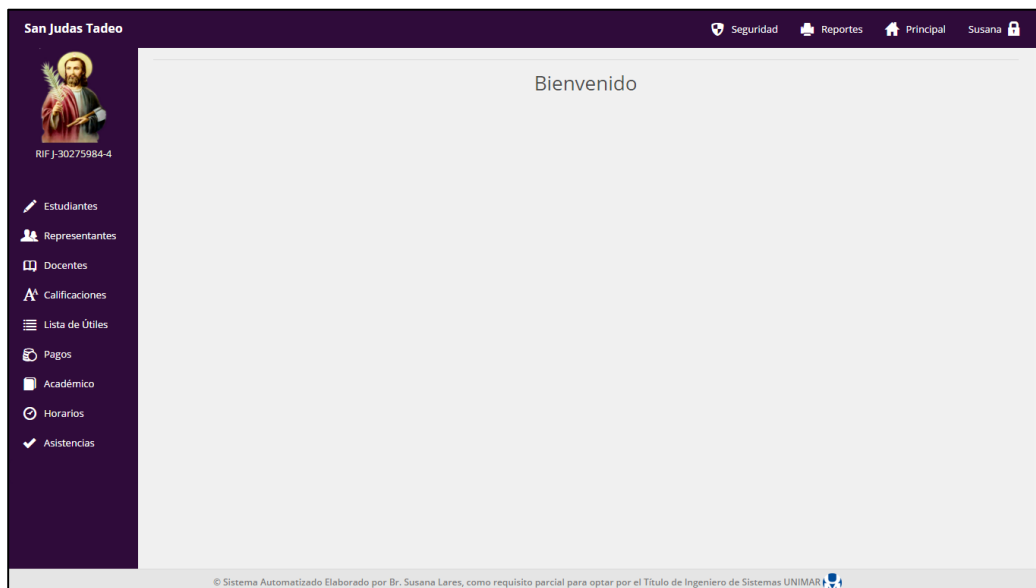 San Judas Tadeo
Seguridad
Reportes
Principal
Susana
RIF J-30275984-4
Bienvenido
Estudiantes
Representantes
Docentes
Calificaciones
Lista de Útiles
Pagos
Académico
Horarios
Asistencias
© Sistema Automatizado Elaborado por Br. Susana Lares, como requisito parcial para optar por el Título de Ingeniero de Sistemas UNIMAR